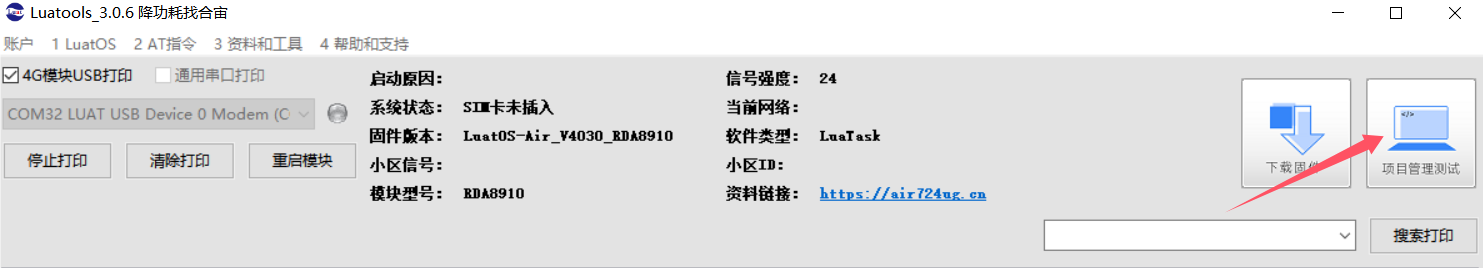 Luat Luatools_3.0.6 降功耗找合宙
账户 1 LuatOS 2 AT指令 3 资料和工具 4 帮助和支持
4G模块USB打印 通用串口打印
COM32 LUAT USB Device 0 Modem (C
停止打印 清除打印 重启模块
启动原因:
系统状态: SIM卡未插入
固件版本: LuatOS-Air_V4030_RDA8910
小区信号:
模块型号: RDA8910
信号强度: 24
当前网络:
软件类型: LuaTask
小区ID:
资料链接: https://air724ug.cn
下载固件
</>
项目管理测试
搜索打印